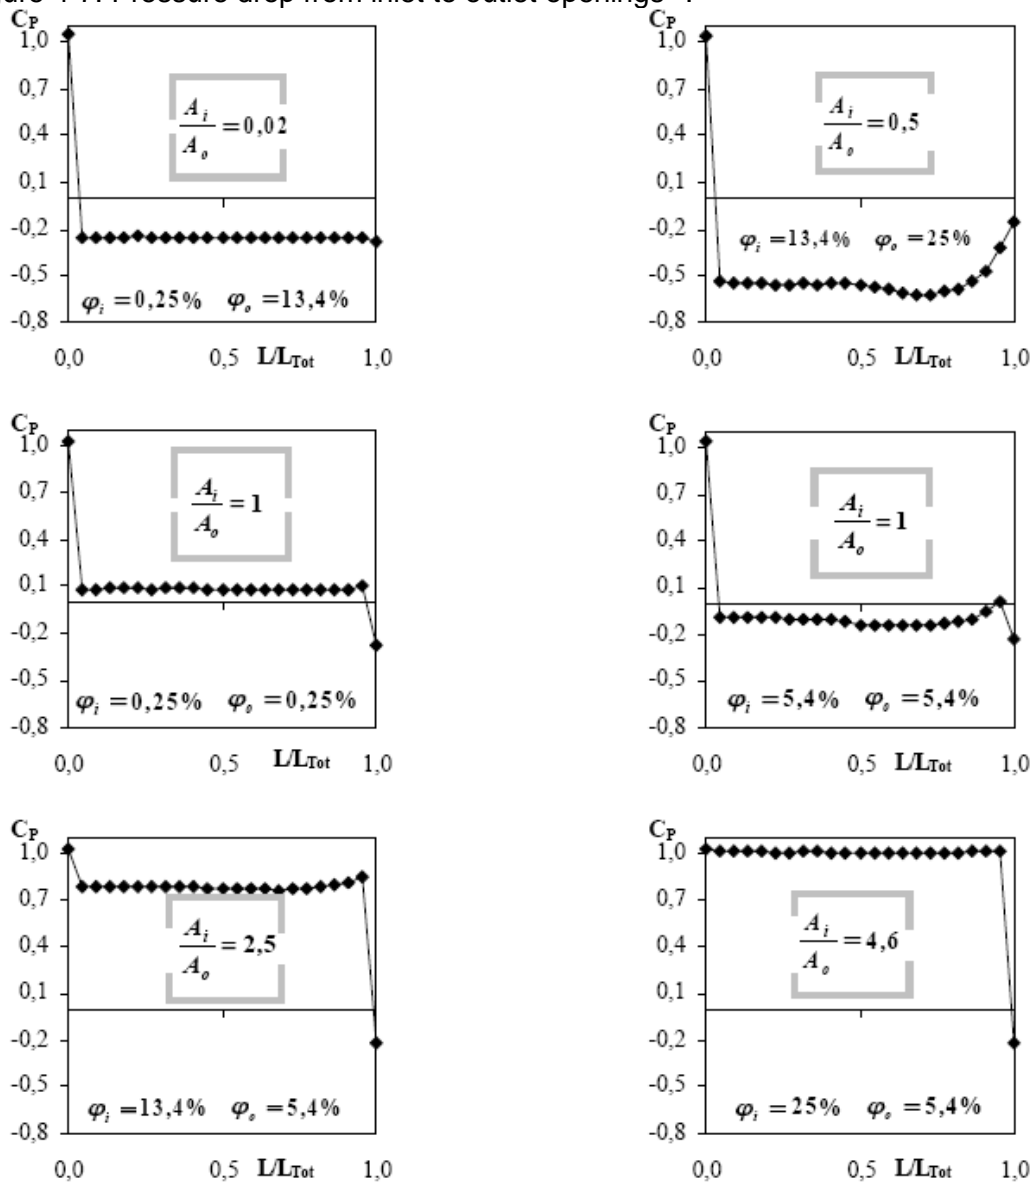 Pressure drop from inlet to outlet openings
C_P
1,0
0,7
0,4
0,1
-0,2
-0,5
-0,8
A_i/A_o = 0,02
φ_i = 0,25% φ_o = 13,4%
0,0 0,5 L/L_Tot 1,0
C_P
1,0
0,7
0,4
0,1
-0,2
-0,5
-0,8
A_i/A_o = 0,5
φ_i = 13,4% φ_o = 25%
0,0 0,5 L/L_Tot 1,0
C_P
1,0
0,7
0,4
0,1
-0,2
-0,5
-0,8
A_i/A_o = 1
φ_i = 0,25% φ_o = 0,25%
0,0 0,5 L/L_Tot 1,0
C_P
1,0
0,7
0,4
0,1
-0,2
-0,5
-0,8
A_i/A_o = 1
φ_i = 5,4% φ_o = 5,4%
0,0 0,5 L/L_Tot 1,0
C_P
1,0
0,7
0,4
0,1
-0,2
-0,5
-0,8
A_i/A_o = 2,5
φ_i = 13,4% φ_o = 5,4%
0,0 0,5 L/L_Tot 1,0
C_P
1,0
0,7
0,4
0,1
-0,2
-0,5
-0,8
A_i/A_o = 4,6
φ_i = 25% φ_o = 5,4%
0,0 0,5 L/L_Tot 1,0